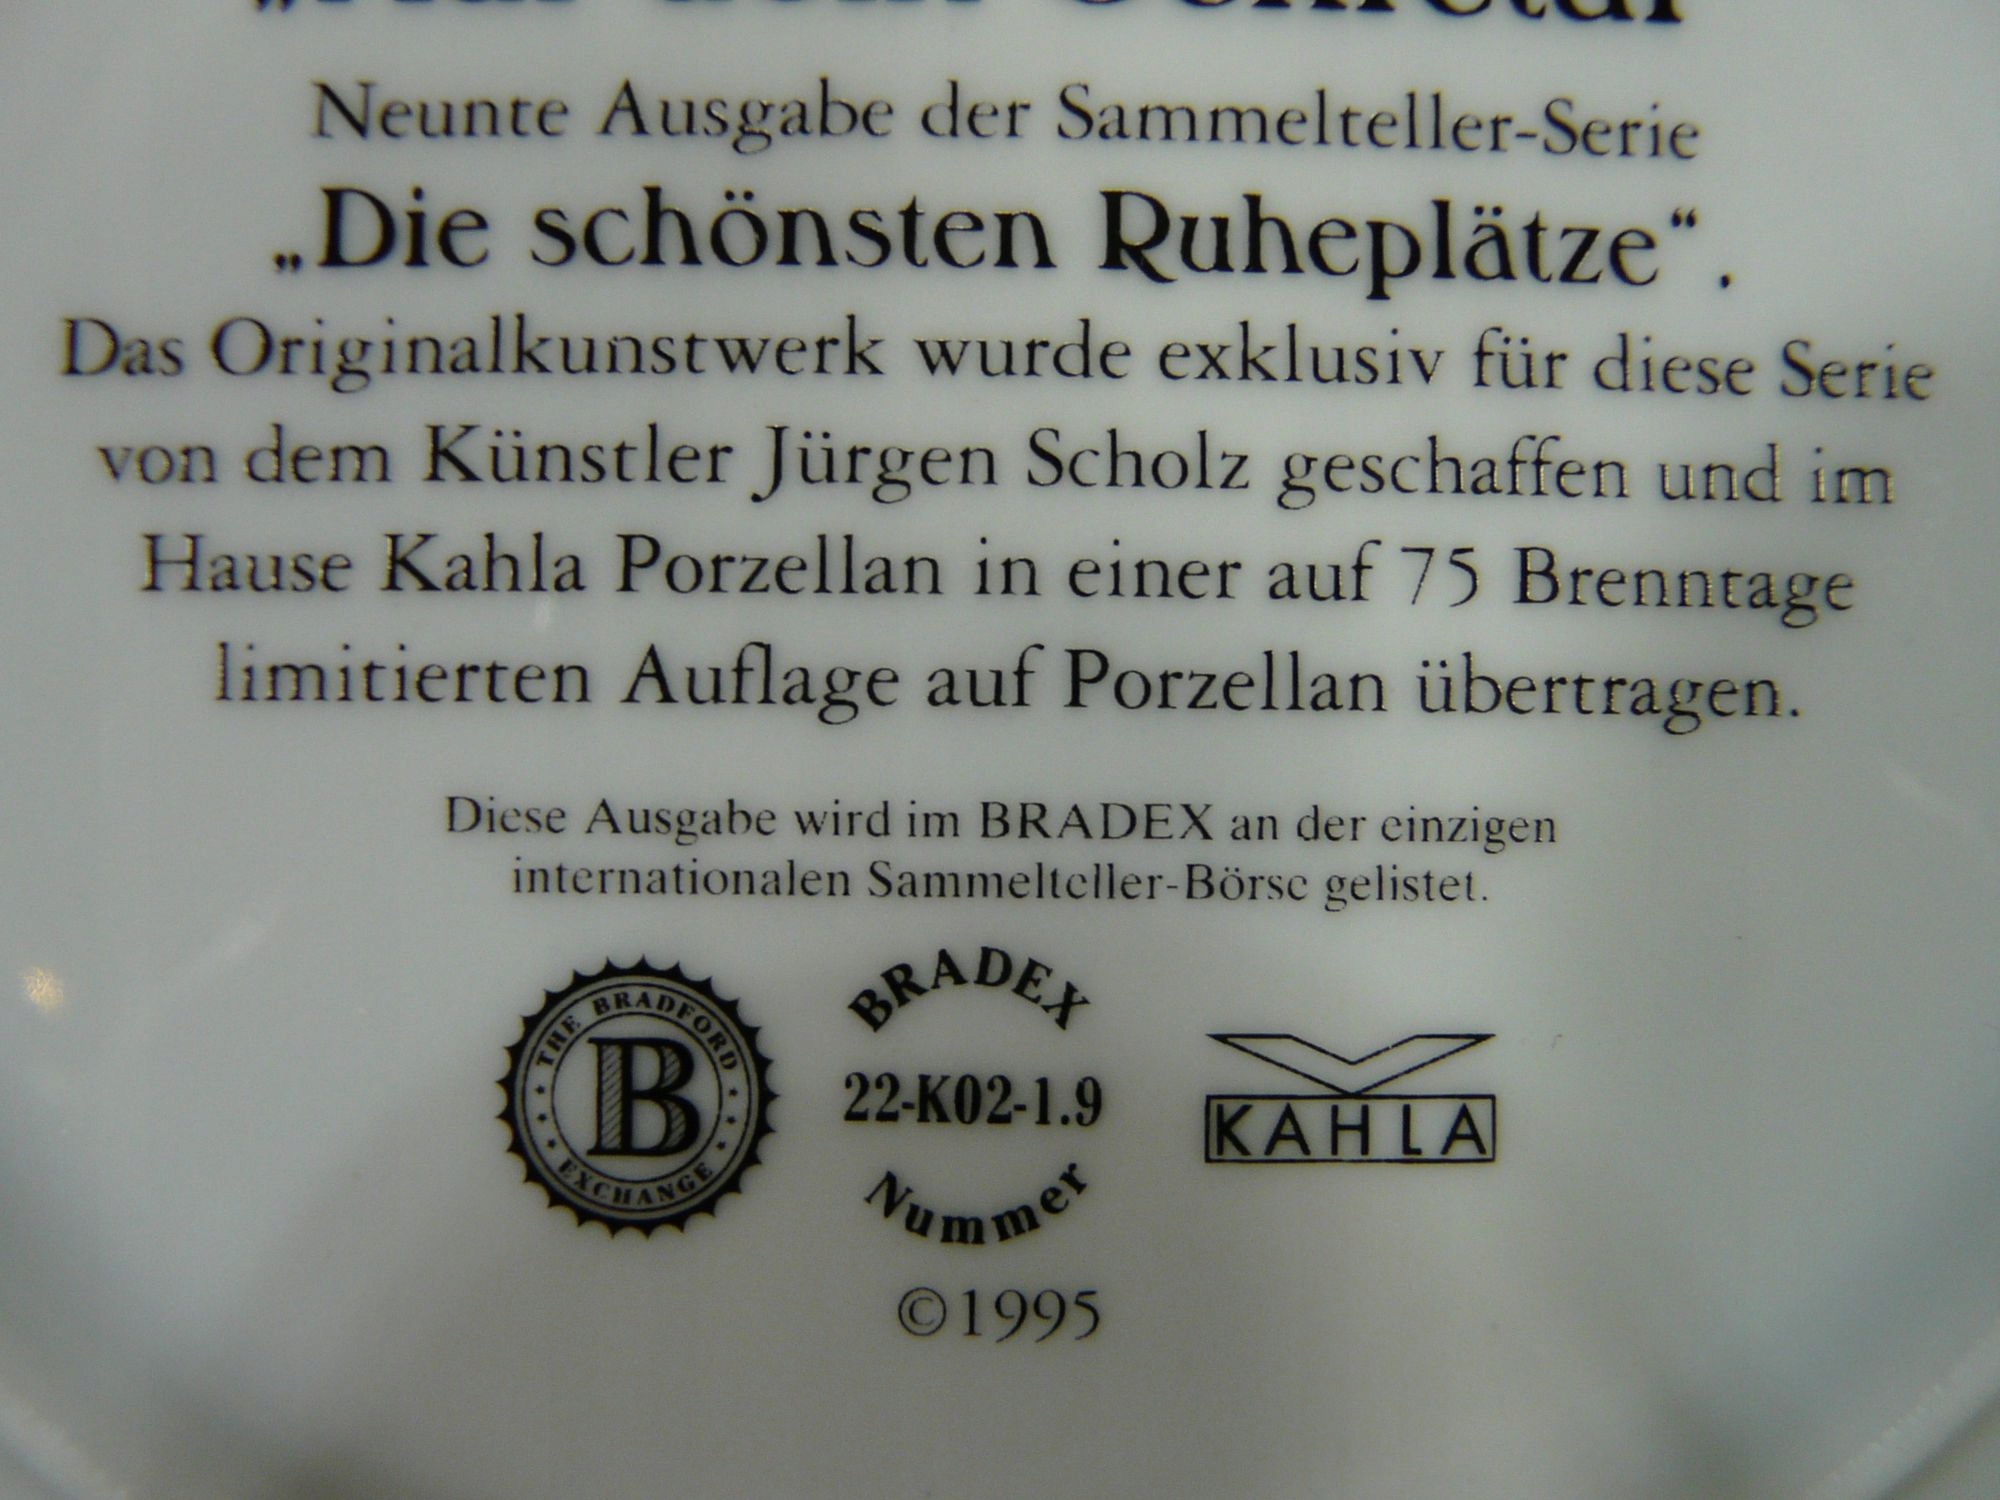 „Auf dem Sekretär
Neunte Ausgabe der Sammelteller-Serie
„Die schönsten Ruheplätze“.
Das Originalkunstwerk wurde exklusiv für diese Serie
von dem Künstler Jürgen Scholz geschaffen und im
Hause Kahla Porzellan in einer auf 75 Brenntage
limitierten Auflage auf Porzellan übertragen.
Diese Ausgabe wird im BRADEX an der einzigen
internationalen Sammelteller-Börse gelistet.
THE BRADFORD
B
EXCHANGE
BRADEX
22-K02-1.9
Nummer
KAHLA
©1995